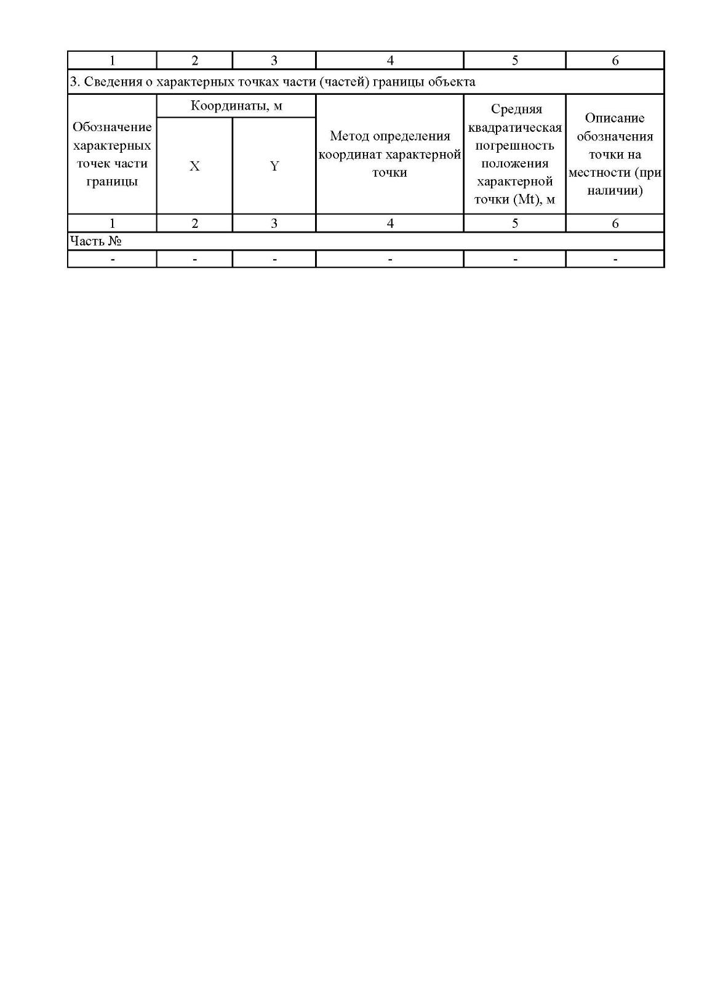 1 2 3 4 5 6
3. Сведения о характерных точках части (частей) границы объекта
Обозначение
характерных
точек части
границы
Координаты, м
X
Y
Метод определения
координат характерной
точки
Средняя
квадратическая
погрешность
положения
характерной
точки (Mt), м
Описание
обозначения
точки на
местности (при
наличии)
1 2 3 4 5 6
Часть №
- - - - - -